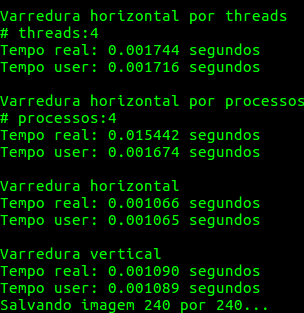 Varredura horizontal por threads
# threads:4
Tempo real: 0.001744 segundos
Tempo user: 0.001716 segundos
Varredura horizontal por processos
# processos:4
Tempo real: 0.015442 segundos
Tempo user: 0.001674 segundos
Varredura horizontal
Tempo real: 0.001066 segundos
Tempo user: 0.001065 segundos
Varredura vertical
Tempo real: 0.001090 segundos
Tempo user: 0.001089 segundos
Salvando imagem 240 por 240...